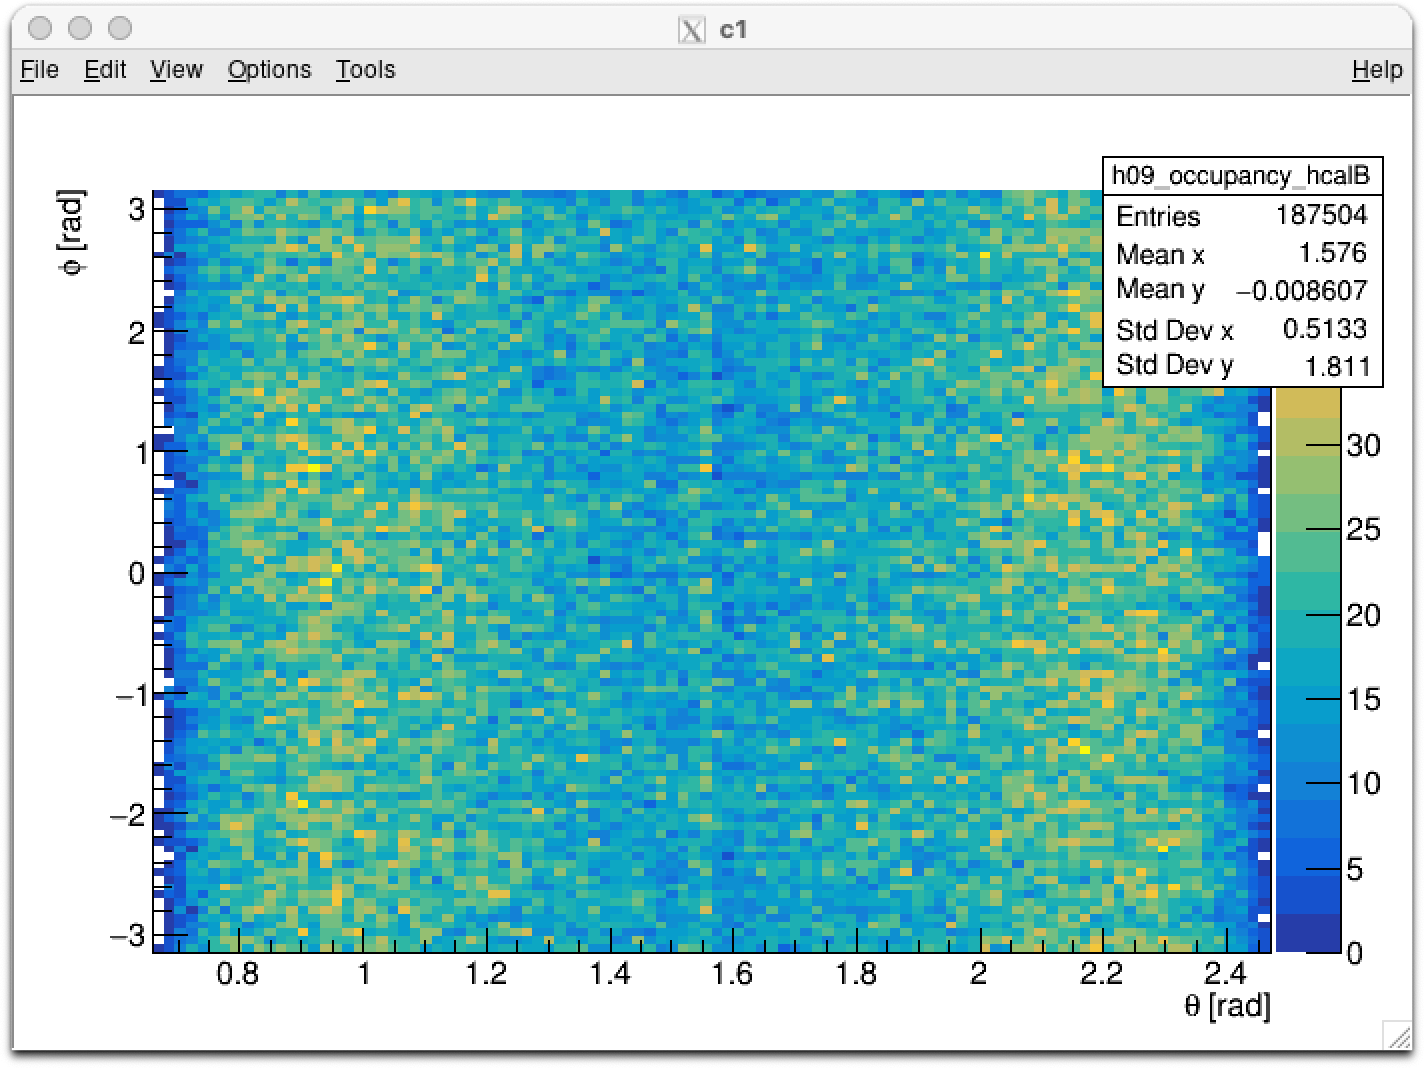 c1
File Edit View Options Tools Help
h09_occupancy_hcalB
Entries 187504
Mean x 1.576
Mean y −0.008607
Std Dev x 0.5133
Std Dev y 1.811
ϕ [rad]
3
2
1
0
−1
−2
−3
30
25
20
15
10
5
0
0.8 1 1.2 1.4 1.6 1.8 2 2.2 2.4
θ [rad]